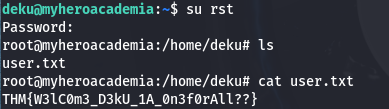 deku@myheroacademia:~$ su rst
Password:
root@myheroacademia:/home/deku# ls
user.txt
root@myheroacademia:/home/deku# cat user.txt
THM{W3lC0m3_D3kU_1A_0n3f0rAll??}